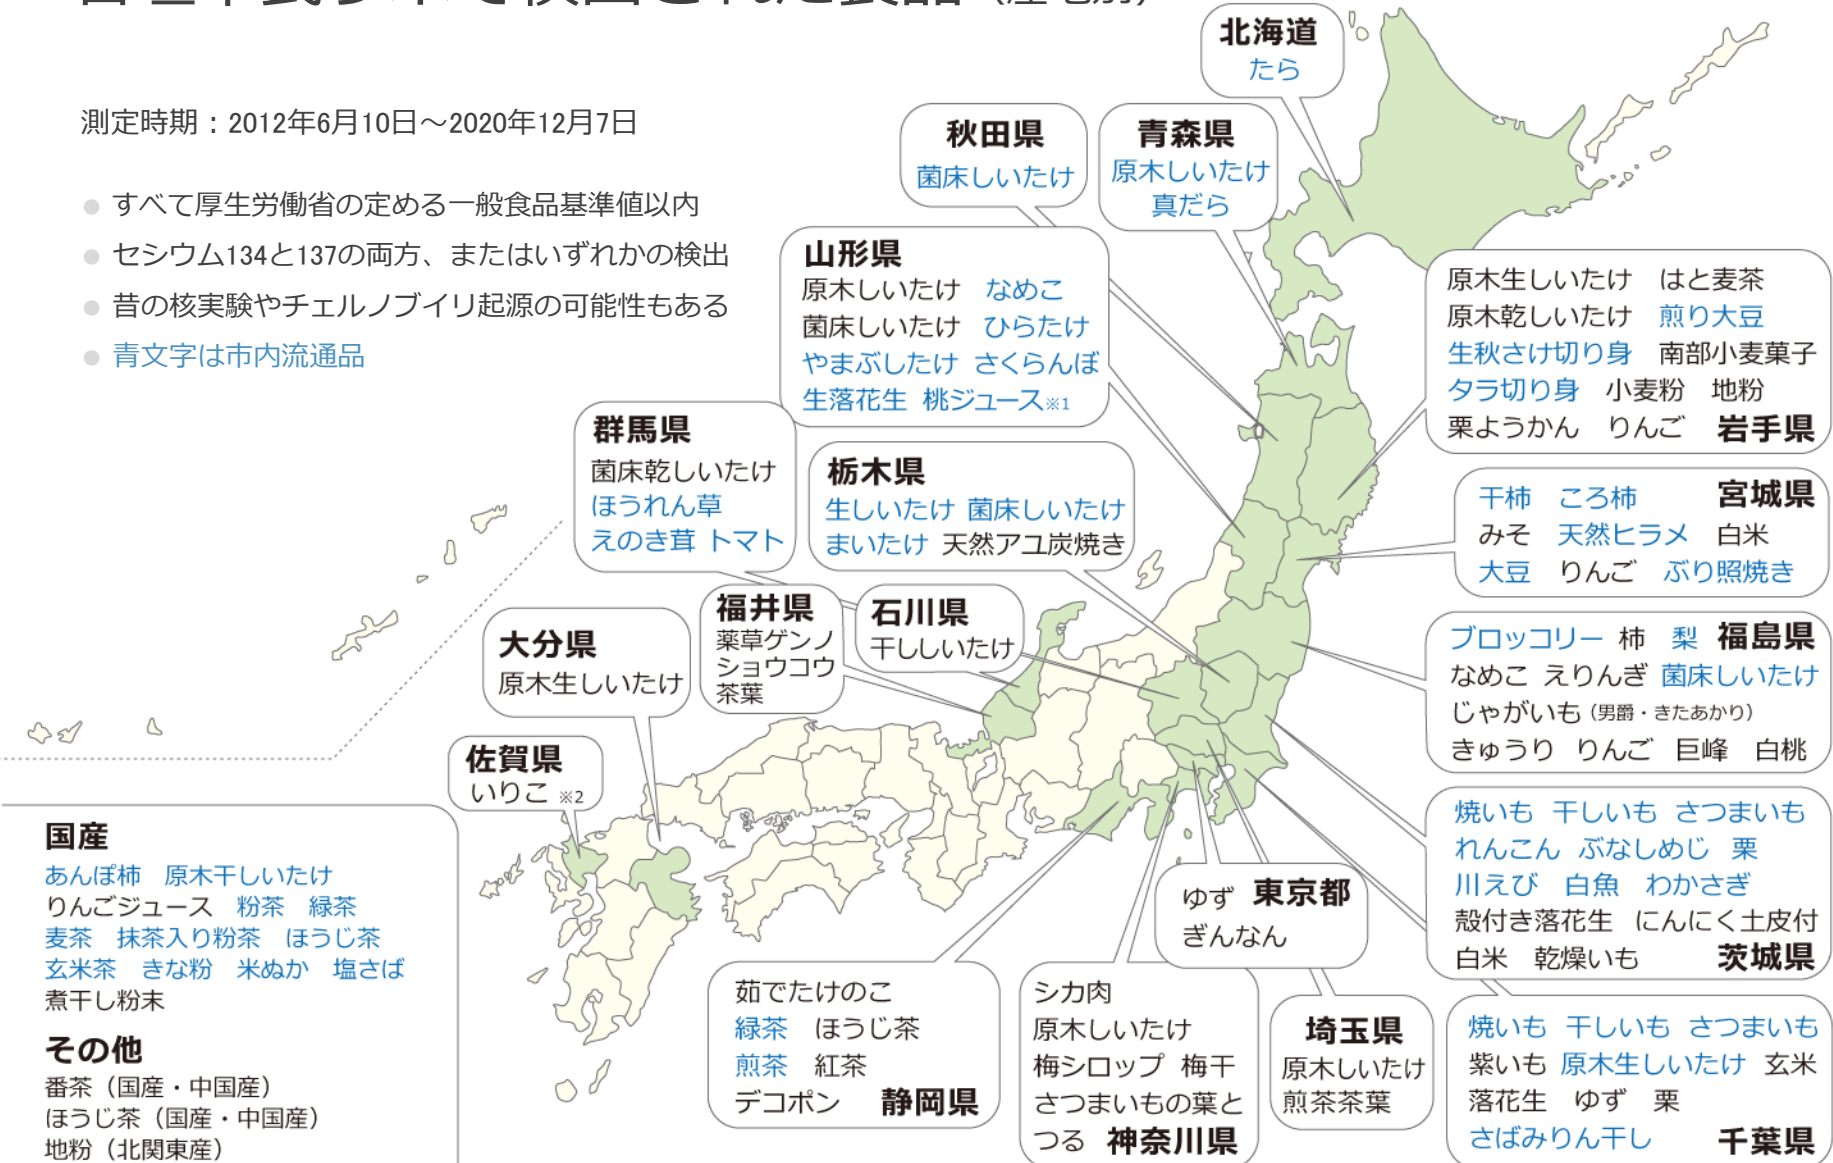 で検出された食品（産地別）
測定時期：2012年6月10日～2020年12月7日
すべて厚生労働省の定める一般食品基準値以内
セシウム134と137の両方、またはいずれかの検出
昔の核実験やチェルノブイリ起源の可能性もある
青文字は市内流通品
北海道
たら
秋田県
菌床しいたけ
青森県
原木しいたけ
真だら
山形県
原木しいたけ なめこ
菌床しいたけ ひらたけ
やまぶしたけ さくらんぼ
生落花生 桃ジュース※1
原木生しいたけ はと麦茶
原木乾しいたけ 煎り大豆
生秋さけ切り身 南部小麦菓子
タラ切り身 小麦粉 地粉
栗ようかん りんご 岩手県
群馬県
菌床乾しいたけ
ほうれん草
えのき茸 トマト
栃木県
生しいたけ 菌床しいたけ
まいたけ 天然アユ炭焼き
干柿 ころ柿 宮城県
みそ 天然ヒラメ 白米
大豆 りんご ぶり照焼き
福井県
薬草ゲンノ
ショウコウ
茶葉
石川県
干ししいたけ
大分県
原木生しいたけ
ブロッコリー 柿 梨 福島県
なめこ えりんぎ 菌床しいたけ
じゃがいも（男爵・きたあかり）
きゅうり りんご 巨峰 白桃
佐賀県
いりこ ※2
焼いも 干しいも さつまいも
れんこん ぶなしめじ 栗
川えび 白魚 わかさぎ
殻付き落花生 にんにく土皮付
白米 乾燥いも 茨城県
国産
あんぽ柿 原木干しいたけ
りんごジュース 粉茶 緑茶
麦茶 抹茶入り粉茶 ほうじ茶
玄米茶 きな粉 米ぬか 塩さば
煮干し粉末
その他
番茶（国産・中国産）
ほうじ茶（国産・中国産）
地粉（北関東産）
ゆず 東京都
ぎんなん
茹でたけのこ
緑茶 ほうじ茶
煎茶 紅茶
デコポン 静岡県
シカ肉
原木しいたけ
梅シロップ 梅干
さつまいもの葉と
つる 神奈川県
埼玉県
原木しいたけ
煎茶茶葉
焼いも 干しいも さつまいも
紫いも 原木生しいたけ 玄米
落花生 ゆず 栗
さばみりん干し 千葉県